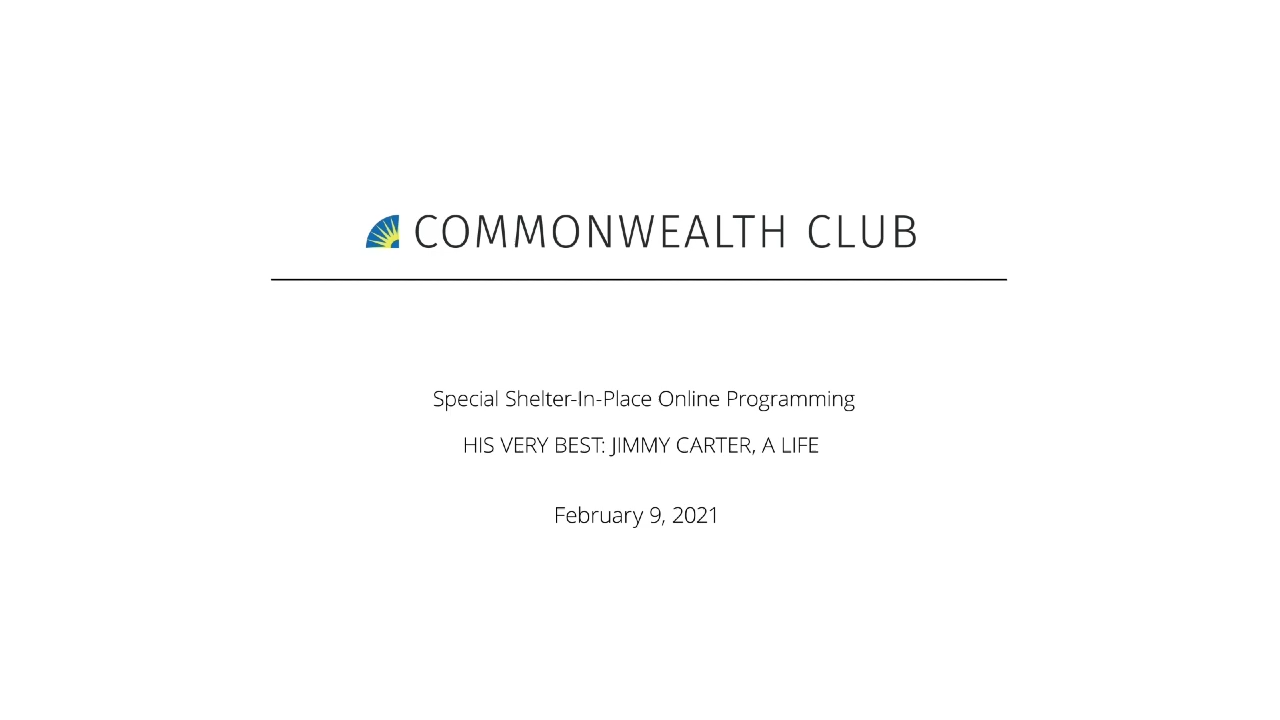 COMMONWEALTH CLUB
Special Shelter-In-Place Online Programming
HIS VERY BEST: JIMMY CARTER, A LIFE
February 9, 2021